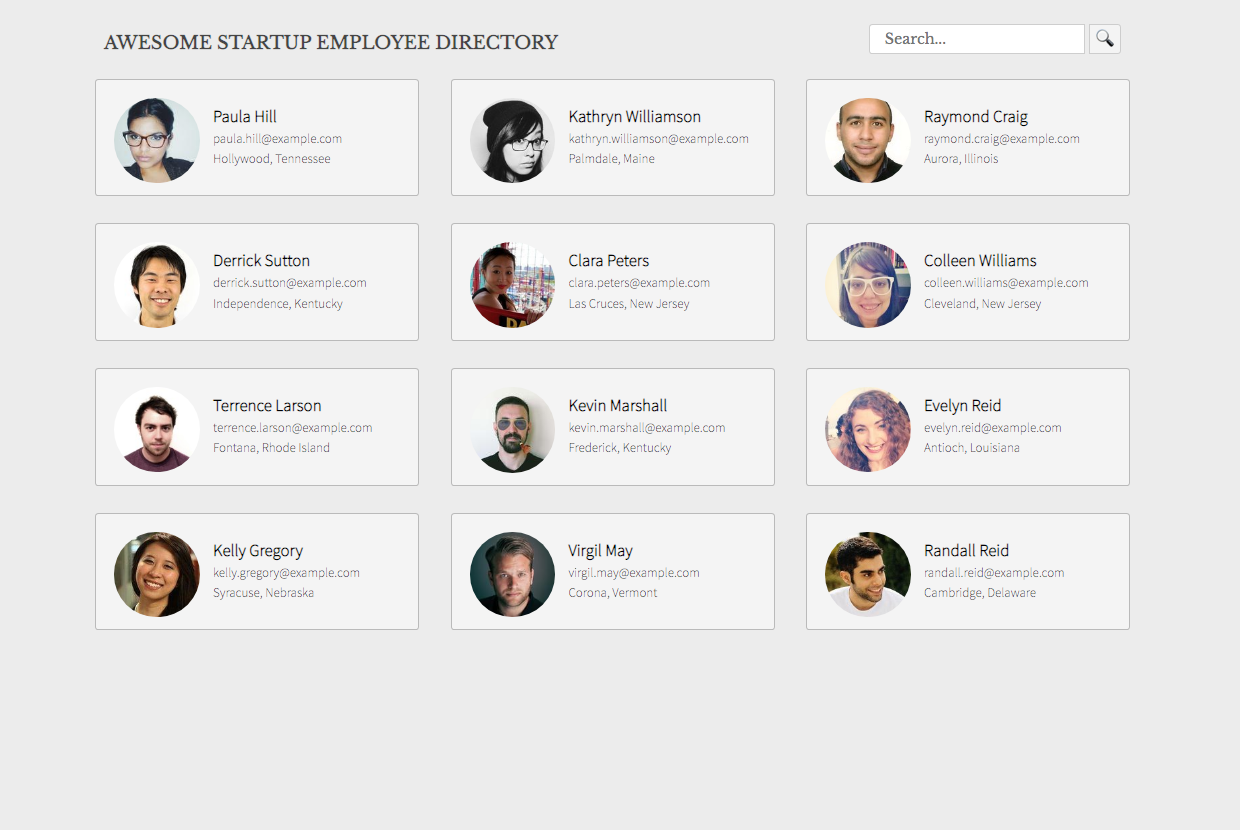 AWESOME STARTUP EMPLOYEE DIRECTORY
Search...
Paula Hill
paula.hill@example.com
Hollywood, Tennessee
Kathryn Williamson
kathryn.williamson@example.com
Palmdale, Maine
Raymond Craig
raymond.craig@example.com
Aurora, Illinois
Derrick Sutton
derrick.sutton@example.com
Independence, Kentucky
Clara Peters
clara.peters@example.com
Las Cruces, New Jersey
Colleen Williams
colleen.williams@example.com
Cleveland, New Jersey
Terrence Larson
terrence.larson@example.com
Fontana, Rhode Island
Kevin Marshall
kevin.marshall@example.com
Frederick, Kentucky
Evelyn Reid
evelyn.reid@example.com
Antioch, Louisiana
Kelly Gregory
kelly.gregory@example.com
Syracuse, Nebraska
Virgil May
virgil.may@example.com
Corona, Vermont
Randall Reid
randall.reid@example.com
Cambridge, Delaware